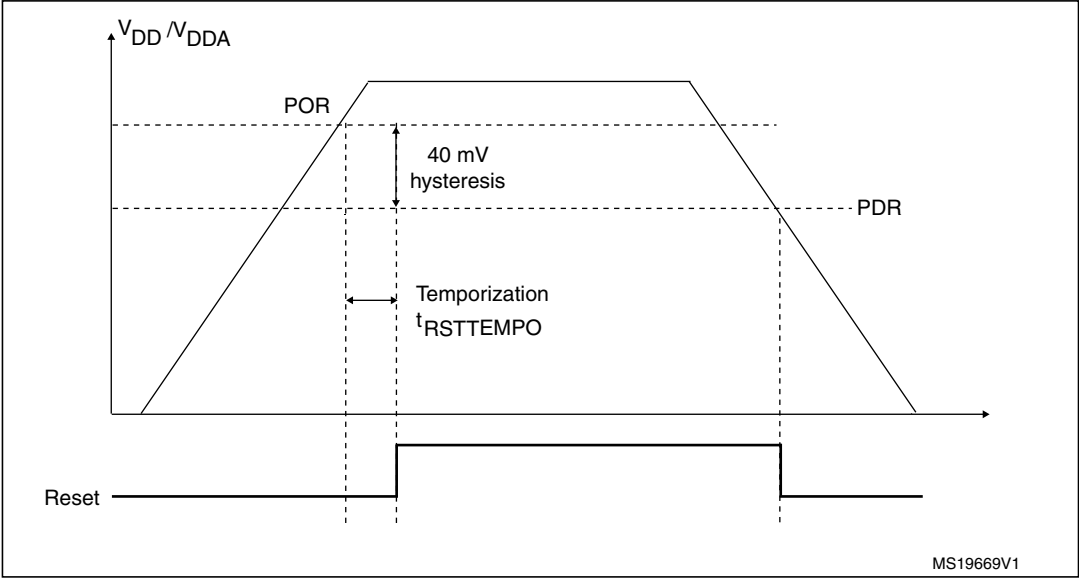 VDD /VDDA
POR
40 mV
hysteresis
PDR
Temporization
tRSTTEMPO
Reset
MS19669V1